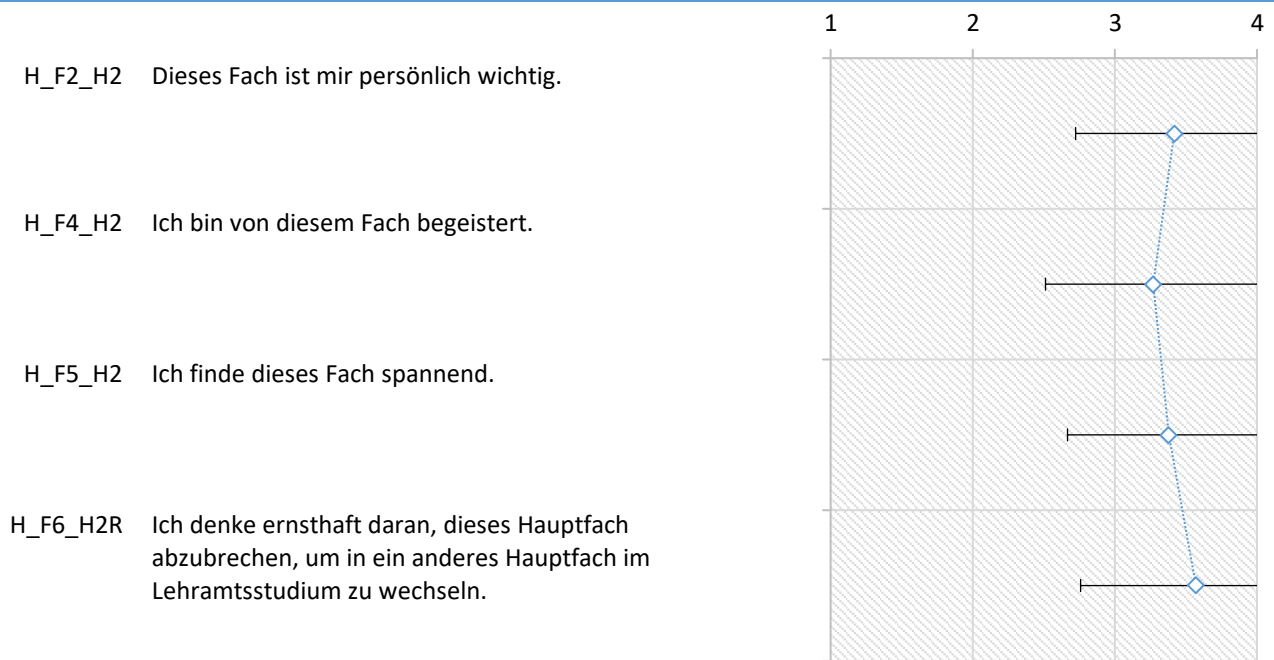 1 2 3 4
H_F2_H2 Dieses Fach ist mir persönlich wichtig.
H_F4_H2 Ich bin von diesem Fach begeistert.
H_F5_H2 Ich finde dieses Fach spannend.
H_F6_H2R Ich denke ernsthaft daran, dieses Hauptfach
abzubrechen, um in ein anderes Hauptfach im
Lehramtsstudium zu wechseln.